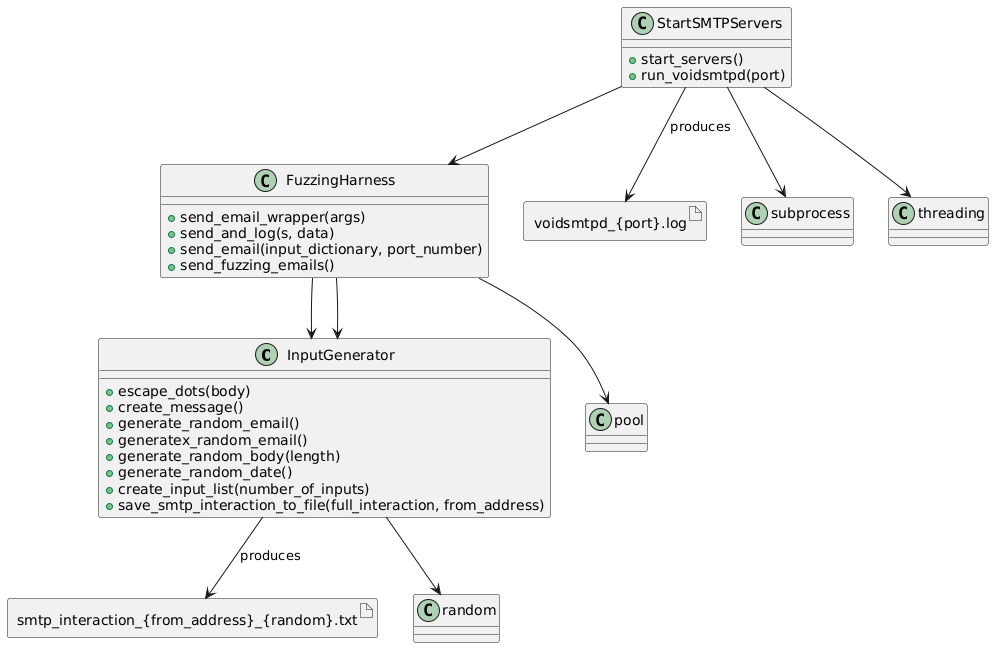 StartSMTPServers
start_servers()
run_voidsmtpd(port)
produces
FuzzingHarness
send_email_wrapper(args)
send_and_log(s, data)
send_email(input_dictionary, port_number)
send_fuzzing_emails()
voidsmtpd_{port}.log
subprocess
threading
InputGenerator
escape_dots(body)
create_message()
generate_random_email()
generatex_random_email()
generate_random_body(length)
generate_random_date()
create_input_list(number_of_inputs)
save_smtp_interaction_to_file(full_interaction, from_address)
pool
produces
smtp_interaction_{from_address}_{random}.txt
random